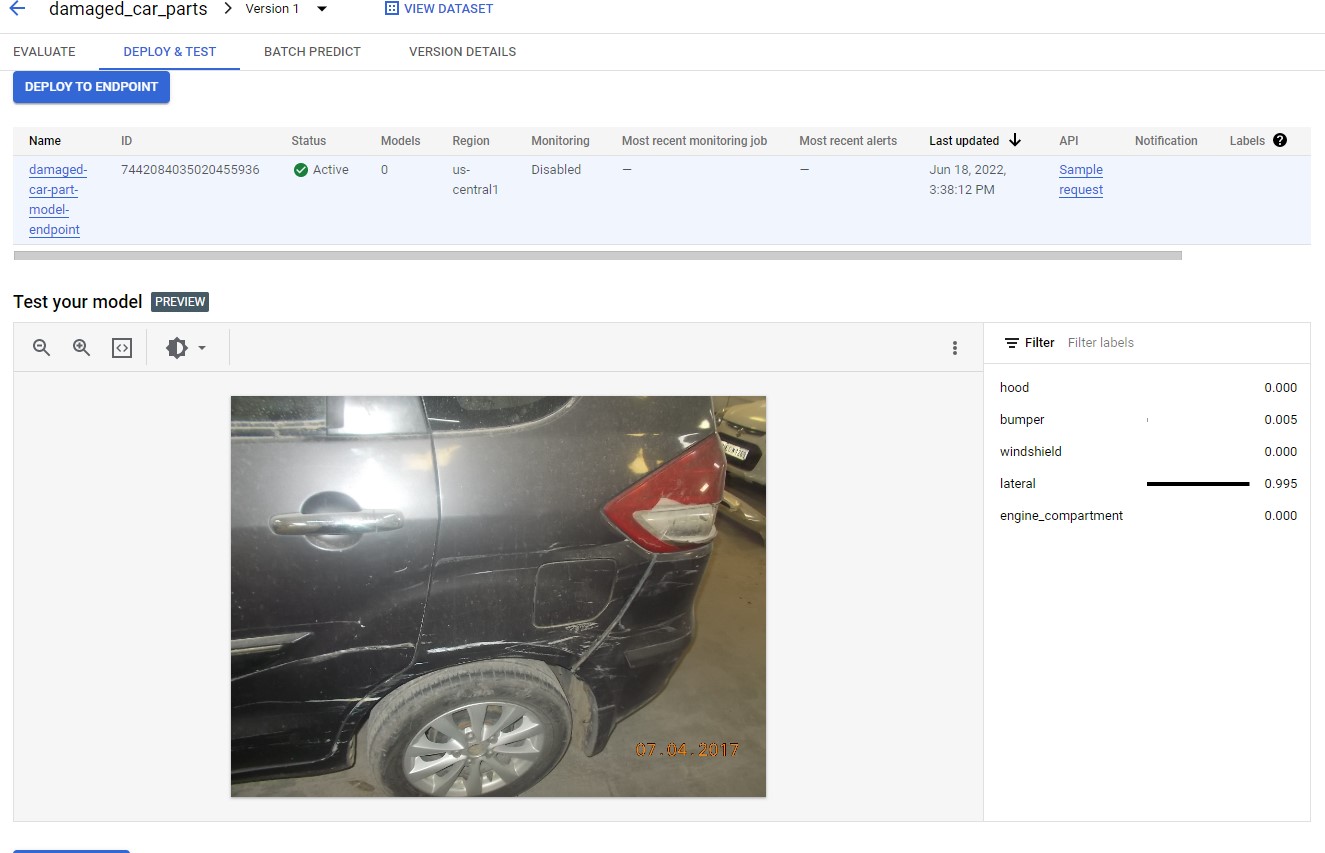 damaged_car_parts > Version 1 VIEW DATASET
EVALUATE DEPLOY & TEST BATCH PREDICT VERSION DETAILS
DEPLOY TO ENDPOINT
Name ID Status Models Region Monitoring Most recent monitoring job Most recent alerts Last updated API Notification Labels ?
damaged- 7442084035020455936 Active 0 us- Disabled — — Jun 18, 2022, Sample
car-part- central1 3:38:12 PM request
model-
endpoint
Test your model PREVIEW
Filter Filter labels
hood 0.000
bumper 0.005
windshield 0.000
lateral 0.995
engine_compartment 0.000
07.04.2017